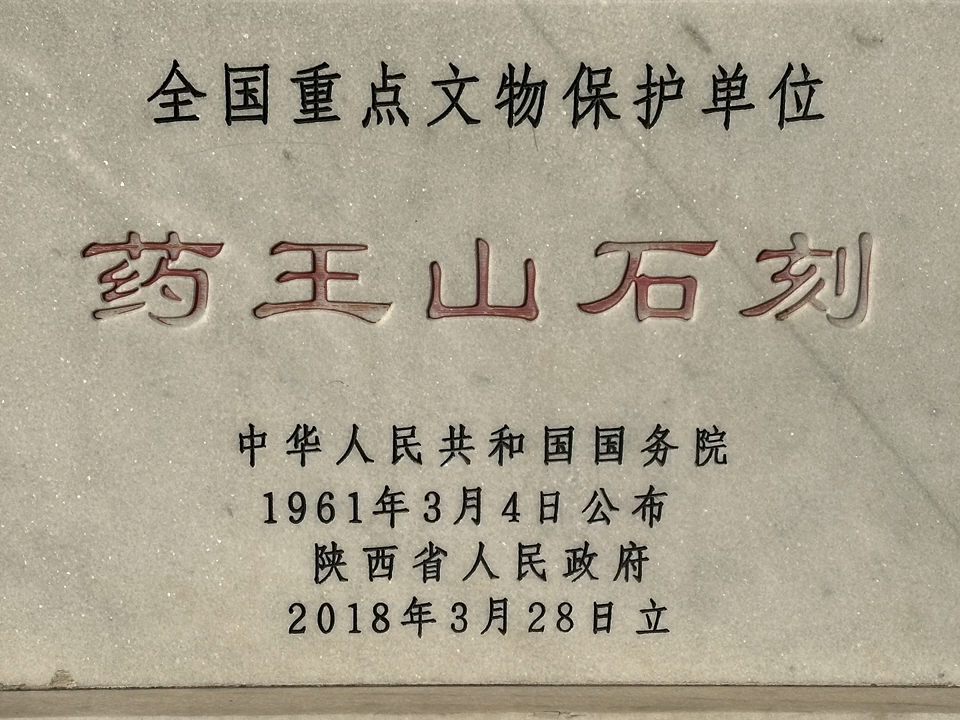 全国重点文物保护单位
药王山石刻
中华人民共和国国务院
1961年3月4日公布
陕西省人民政府
2018年3月28日立